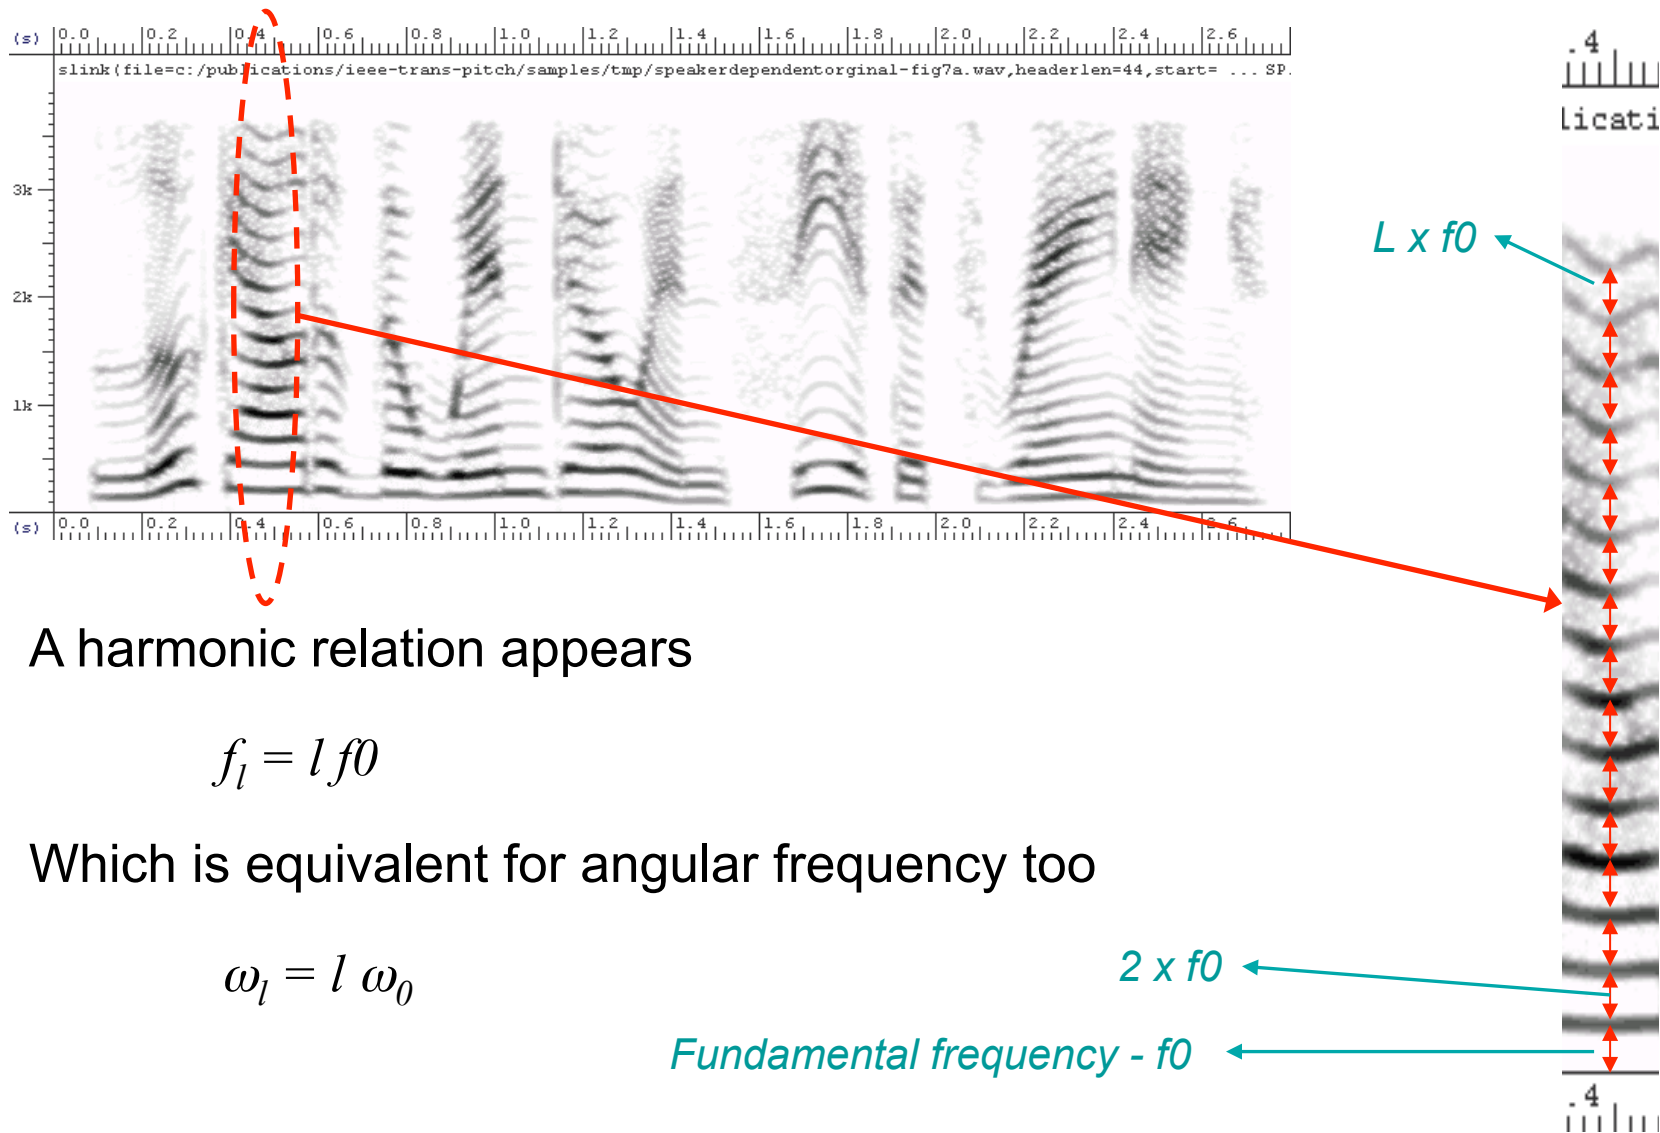 (s) 0.0 0.2 0.4 0.6 0.8 1.0 1.2 1.4 1.6 1.8 2.0 2.2 2.4 2.6
slink(file=c:/publications/ieee-trans-pitch/samples/tmp/speakerdependentorginal-fig7a.wav,headerlen=44,start= ... SP.
3k
2k
1k
(s) 0.0 0.2 0.4 0.6 0.8 1.0 1.2 1.4 1.6 1.8 2.0 2.2 2.4 2.6
.4
licati
L x f0
A harmonic relation appears
f_l = l f0
Which is equivalent for angular frequency too
ω_l = l ω_0
2 x f0
Fundamental frequency - f0
.4